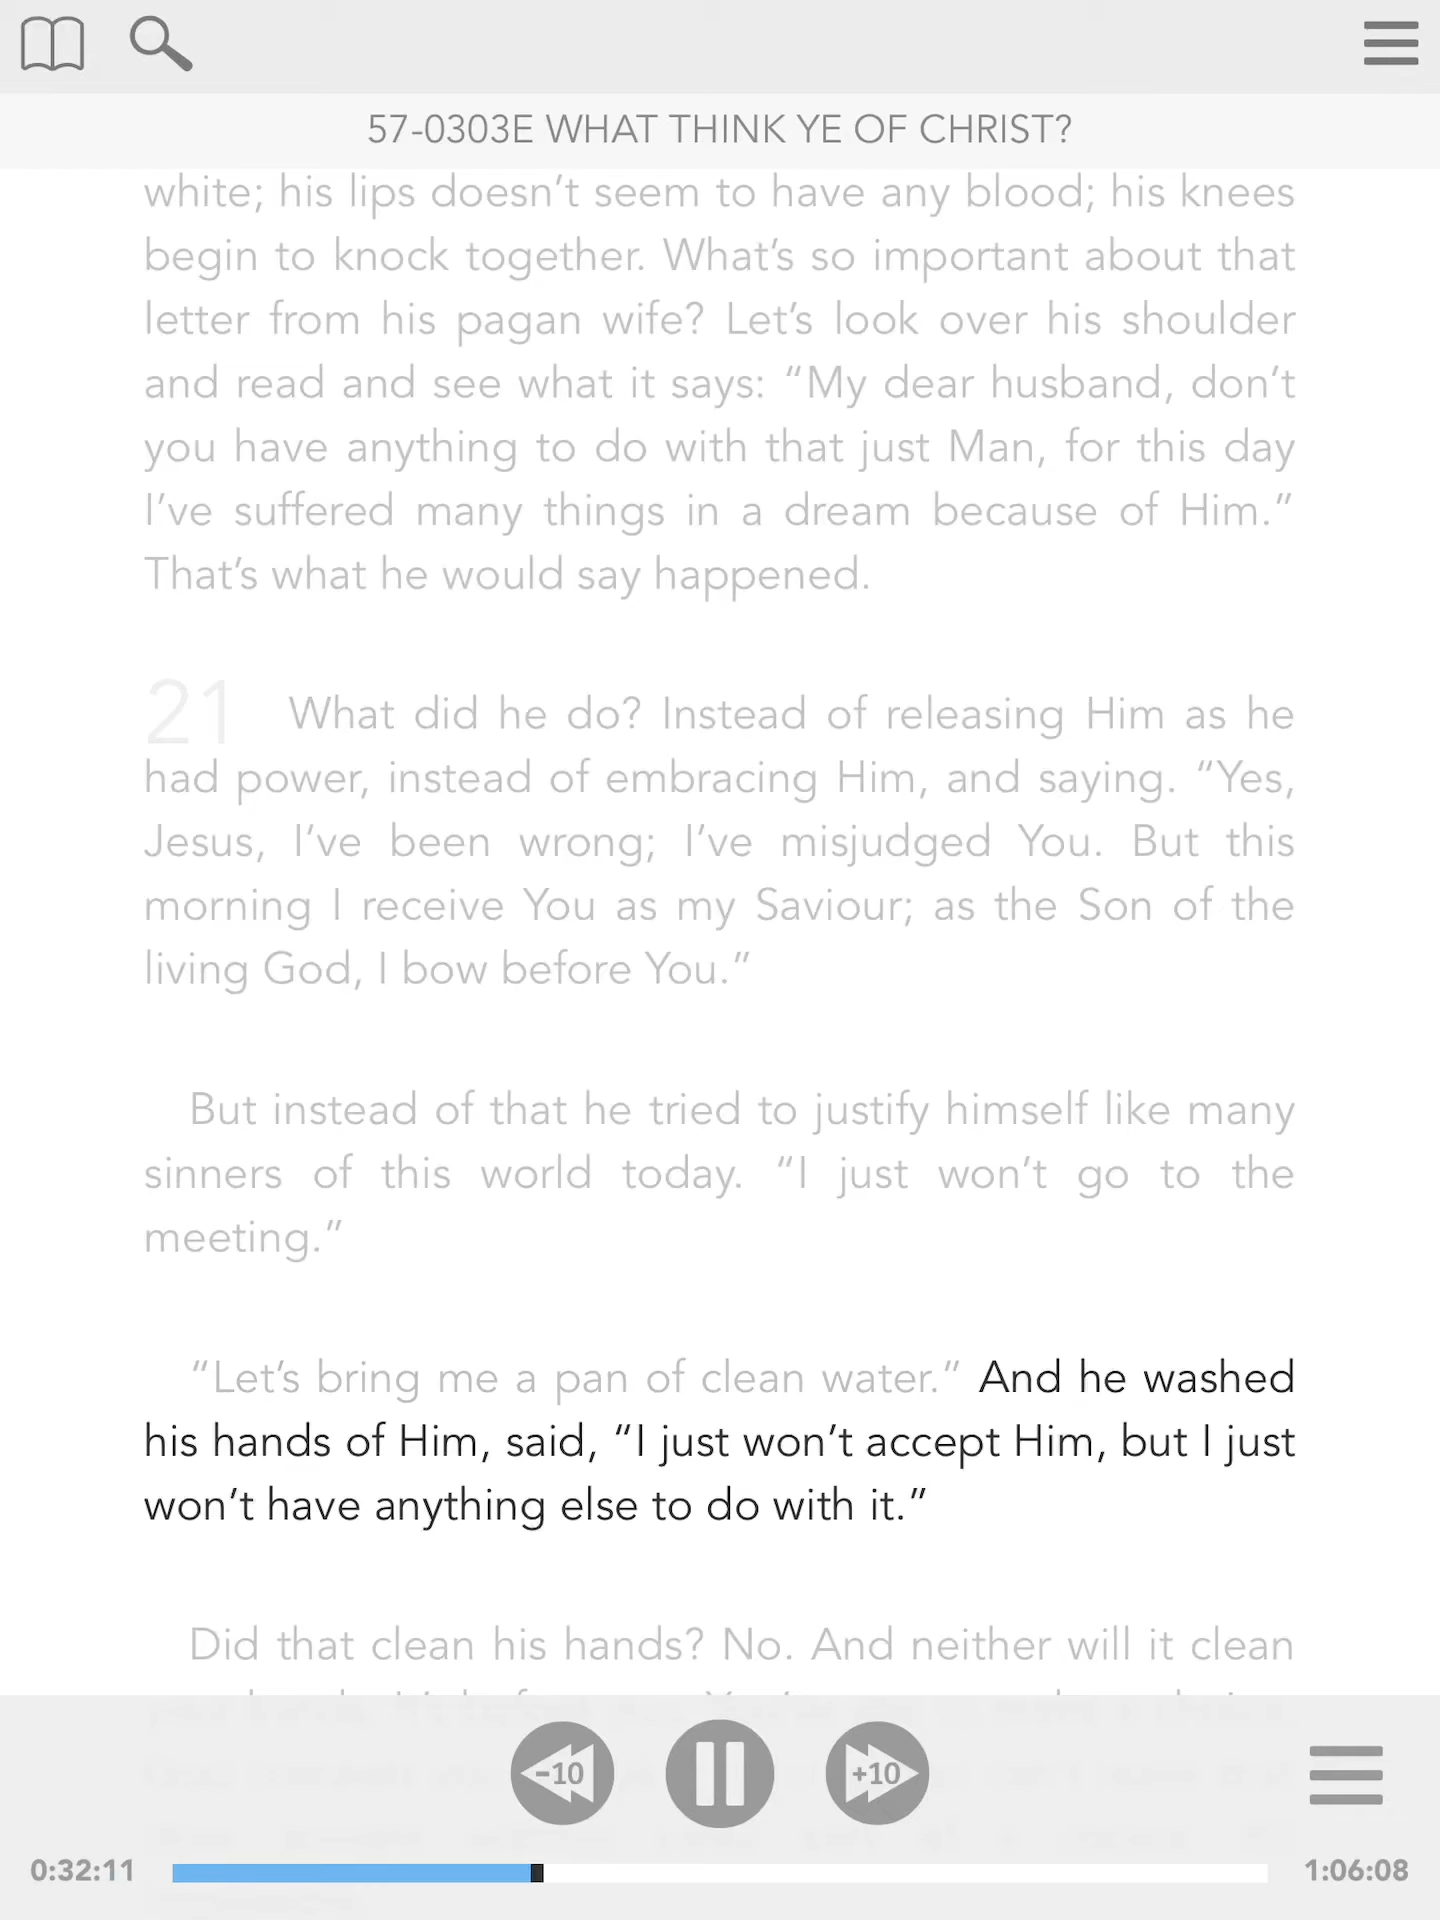 57-0303E WHAT THINK YE OF CHRIST?
white; his lips doesn’t seem to have any blood; his knees
begin to knock together. What’s so important about that
letter from his pagan wife? Let’s look over his shoulder
and read and see what it says: “My dear husband, don’t
you have anything to do with that just Man, for this day
I’ve suffered many things in a dream because of Him.”
That’s what he would say happened.
21 What did he do? Instead of releasing Him as he
had power, instead of embracing Him, and saying. “Yes,
Jesus, I’ve been wrong; I’ve misjudged You. But this
morning I receive You as my Saviour; as the Son of the
living God, I bow before You.”
But instead of that he tried to justify himself like many
sinners of this world today. “I just won’t go to the
meeting.”
“Let’s bring me a pan of clean water.” And he washed
his hands of Him, said, “I just won’t accept Him, but I just
won’t have anything else to do with it.”
Did that clean his hands? No. And neither will it clean
-10 +10
0:32:11 1:06:08